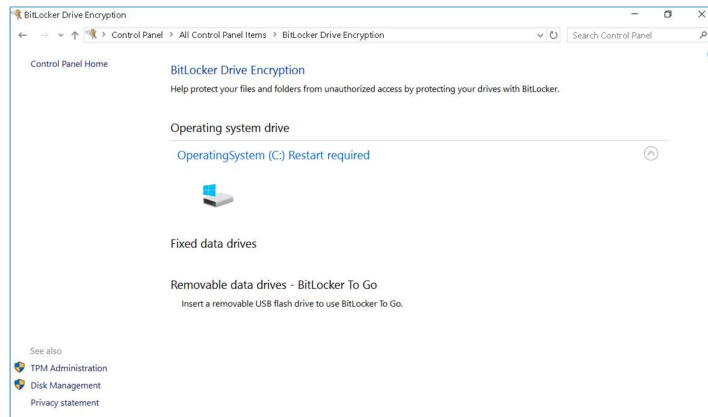 BitLocker Drive Encryption
Control Panel > All Control Panel Items > BitLocker Drive Encryption
Search Control Panel
Control Panel Home
BitLocker Drive Encryption
Help protect your files and folders from unauthorized access by protecting your drives with BitLocker.
Operating system drive
OperatingSystem (C:) Restart required
Fixed data drives
Removable data drives - BitLocker To Go
Insert a removable USB flash drive to use BitLocker To Go.
See also
TPM Administration
Disk Management
Privacy statement